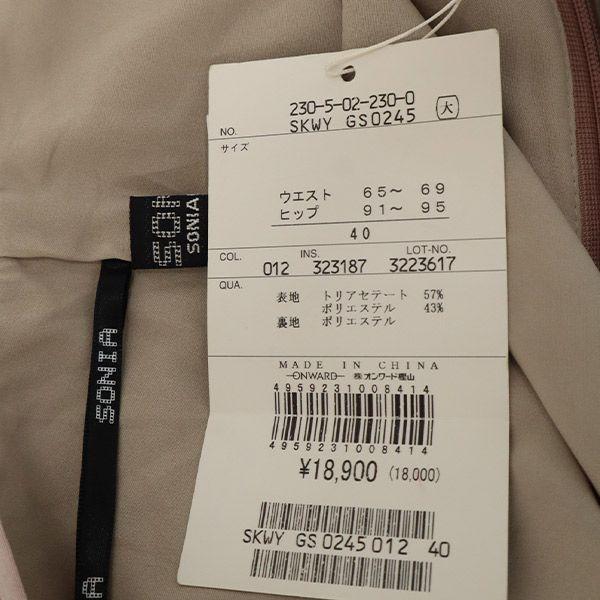 230-5-02-230-0
NO. SKWY GS0245 大
サイズ
ウエスト 65〜 69
ヒップ 91〜 95
40
COL. INS. LOT-NO.
012 323187 3223617
QUA.
表地 トリアセテート 57%
ポリエステル 43%
裏地 ポリエステル
MADE IN CHINA
ONWARD ㈱オンワード樫山
4959231008414
4959231008414
¥18,900 (18,000)
SKWY GS0245012 40
SONIA
SONIA